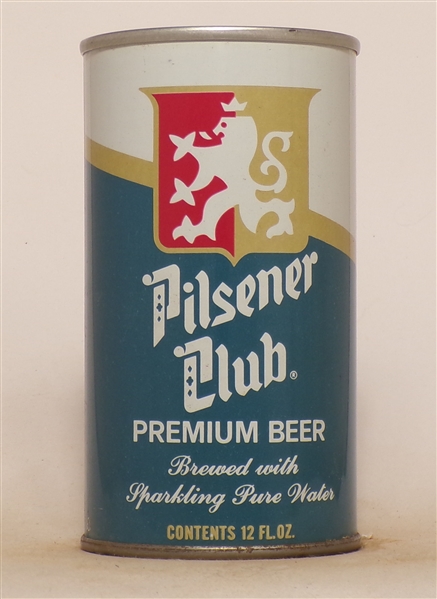 Pilsener
Club®
PREMIUM BEER
Brewed with
Sparkling Pure Water
CONTENTS 12 FL.OZ.